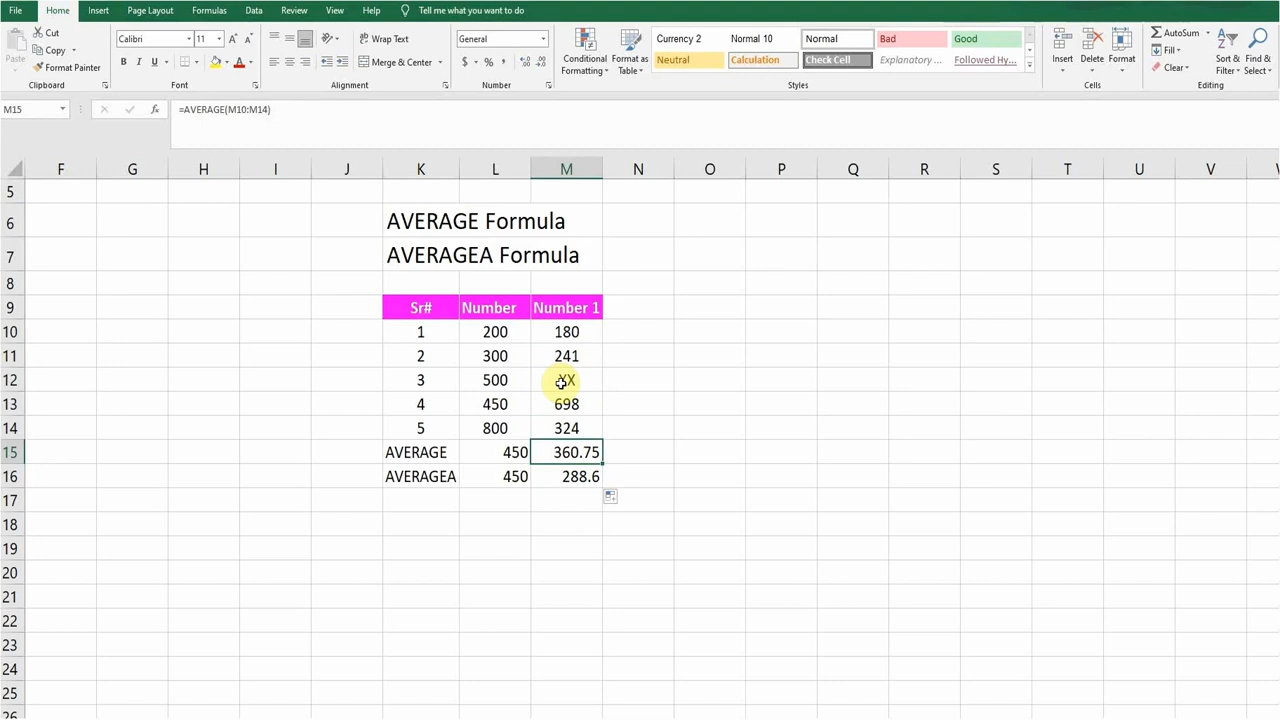 File Home Insert Page Layout Formulas Data Review View Help Tell me what you want to do
Cut Calibri 11 A A Wrap Text General Currency 2 Normal 10 Normal Bad Good AutoSum
Paste Copy Format Painter B I U A Merge & Center $ % , Conditional Formatting Format as Table Neutral Calculation Check Cell Explanatory ... Followed Hy... Insert Delete Format Fill Clear Sort & Filter Find & Select
Clipboard Font Alignment Number Styles Cells Editing
M15 fx =AVERAGE(M10:M14)
F G H I J K L M N O P Q R S T U V
5
6 AVERAGE Formula
7 AVERAGEA Formula
8
9 Sr# Number Number 1
10 1 200 180
11 2 300 241
12 3 500 XX
13 4 450 698
14 5 800 324
15 AVERAGE 450 360.75
16 AVERAGEA 450 288.6
17
18
19
20
21
22
23
24
25
26